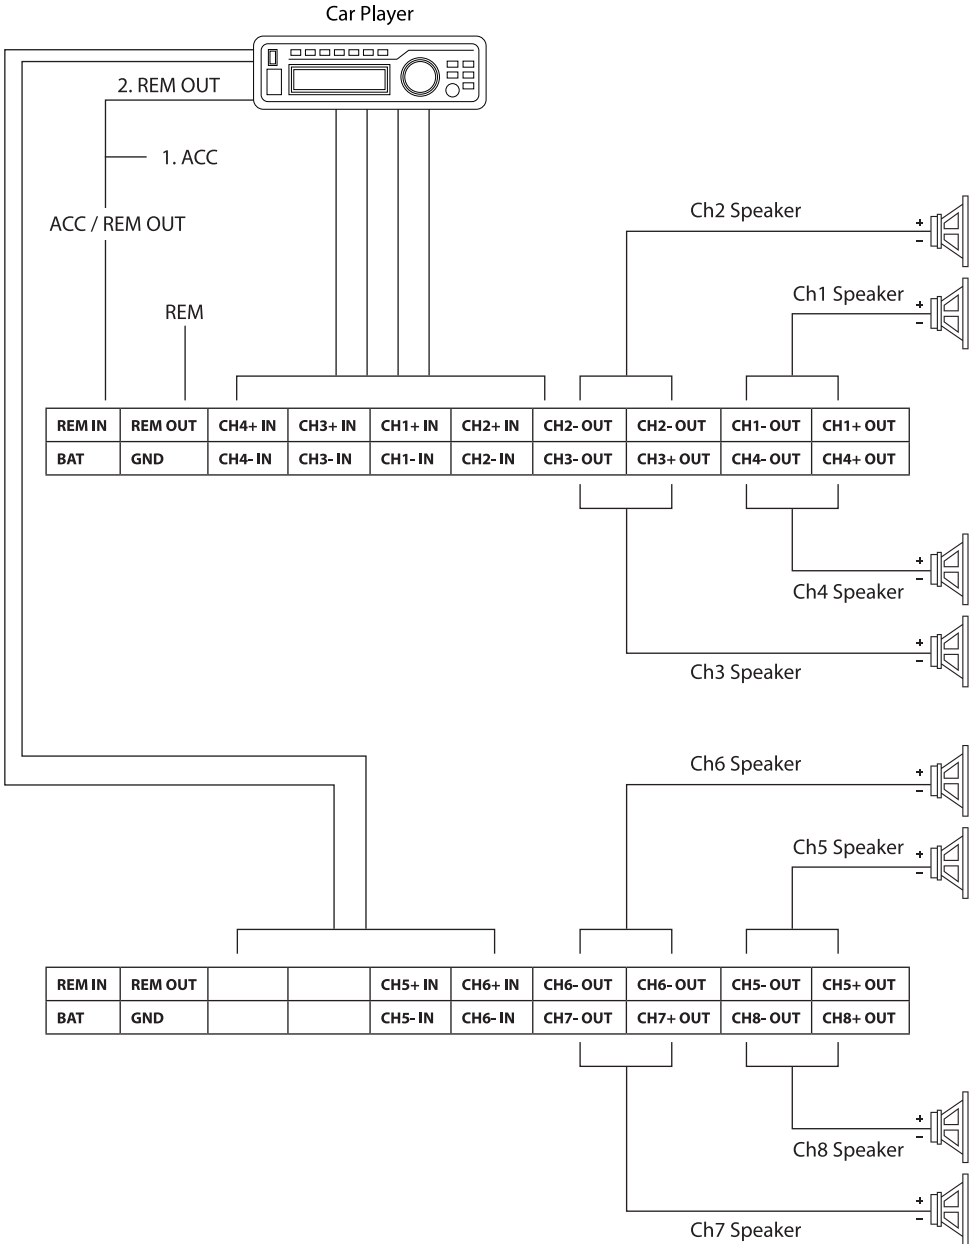 Car Player
2. REM OUT
1. ACC
ACC / REM OUT
REM
Ch2 Speaker
+
-
Ch1 Speaker
+
-
REM IN REM OUT CH4+ IN CH3+ IN CH1+ IN CH2+ IN CH2- OUT CH2- OUT CH1- OUT CH1+ OUT
BAT GND CH4- IN CH3- IN CH1- IN CH2- IN CH3- OUT CH3+ OUT CH4- OUT CH4+ OUT
+
-
Ch4 Speaker
+
-
Ch3 Speaker
Ch6 Speaker
+
-
Ch5 Speaker
+
-
REM IN REM OUT CH5+ IN CH6+ IN CH6- OUT CH6- OUT CH5- OUT CH5+ OUT
BAT GND CH5- IN CH6- IN CH7- OUT CH7+ OUT CH8- OUT CH8+ OUT
+
-
Ch8 Speaker
+
-
Ch7 Speaker